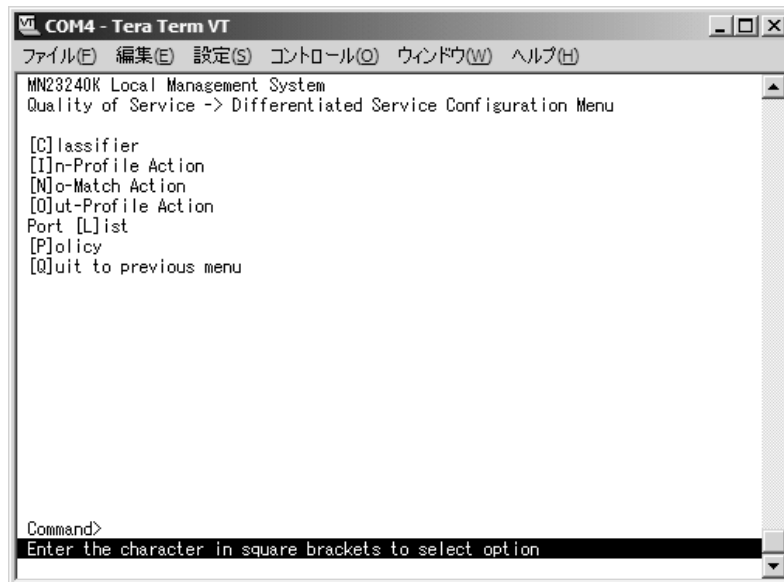 COM4 - Tera Term VT
ファイル(F) 編集(E) 設定(S) コントロール(O) ウィンドウ(W) ヘルプ(H)
MN23240K Local Management System
Quality of Service -> Differentiated Service Configuration Menu
[C]lassifier
[I]n-Profile Action
[N]o-Match Action
[O]ut-Profile Action
Port [L]ist
[P]olicy
[Q]uit to previous menu
Command>
Enter the character in square brackets to select option